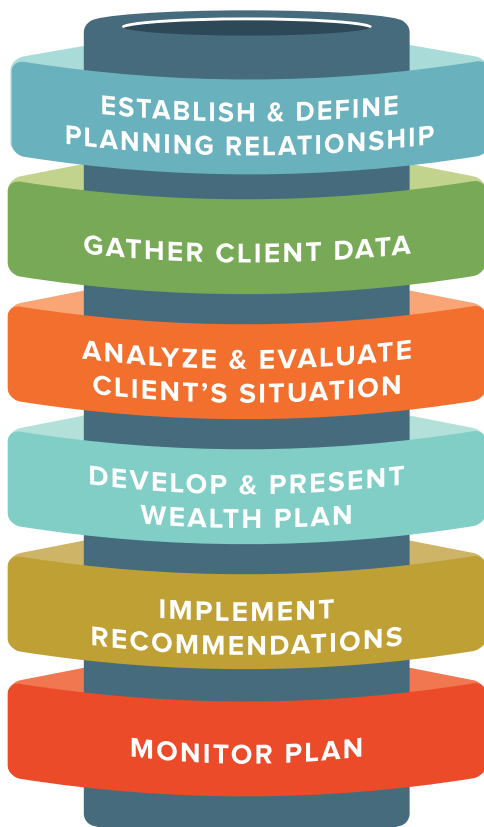 ESTABLISH & DEFINE
PLANNING RELATIONSHIP
GATHER CLIENT DATA
ANALYZE & EVALUATE
CLIENT’S SITUATION
DEVELOP & PRESENT
WEALTH PLAN
IMPLEMENT
RECOMMENDATIONS
MONITOR PLAN